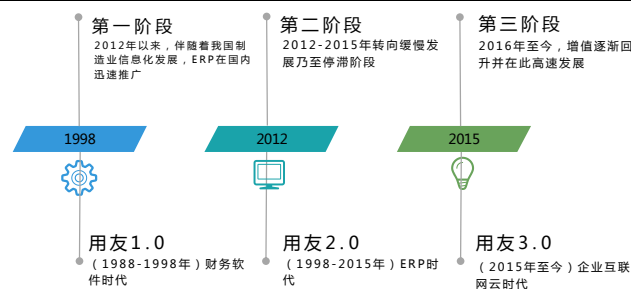 第一阶段
2012年以来，伴随着我国制
造业信息化发展，ERP在国内
迅速推广
第二阶段
2012-2015年转向缓慢发
展乃至停滞阶段
第三阶段
2016年至今，增值逐渐回
升并在此高速发展
1998
2012
2015
用友1.0
（1988-1998年）财务软
件时代
用友2.0
（1998-2015年）ERP时
代
用友3.0
（2015年至今）企业互联
网云时代